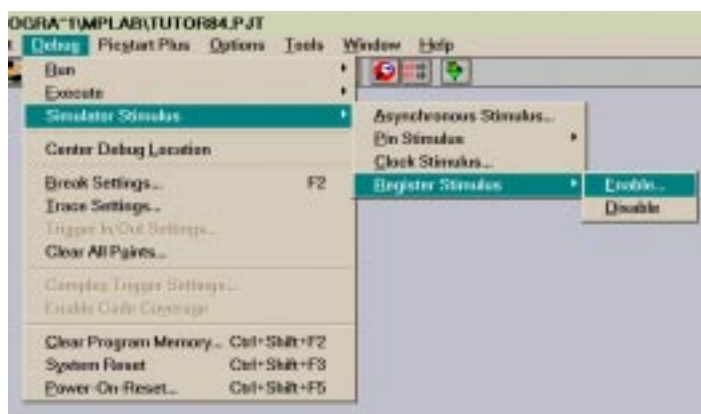 OGRA~1\MPLAB\TUTOR84.PJT
Debug Picstart Plus Options Tools Window Help
Run
Execute
Simulator Stimulus
Center Debug Location
Break Settings... F2
Trace Settings...
Trigger In/Out Settings...
Clear All Points...
Complex Trigger Settings...
Enable Code Coverage
Clear Program Memory... Ctrl+Shift+F2
System Reset Ctrl+Shift+F3
Power-On-Reset... Ctrl+Shift+F5
Asynchronous Stimulus...
Pin Stimulus
Clock Stimulus...
Register Stimulus
Enable...
Disable